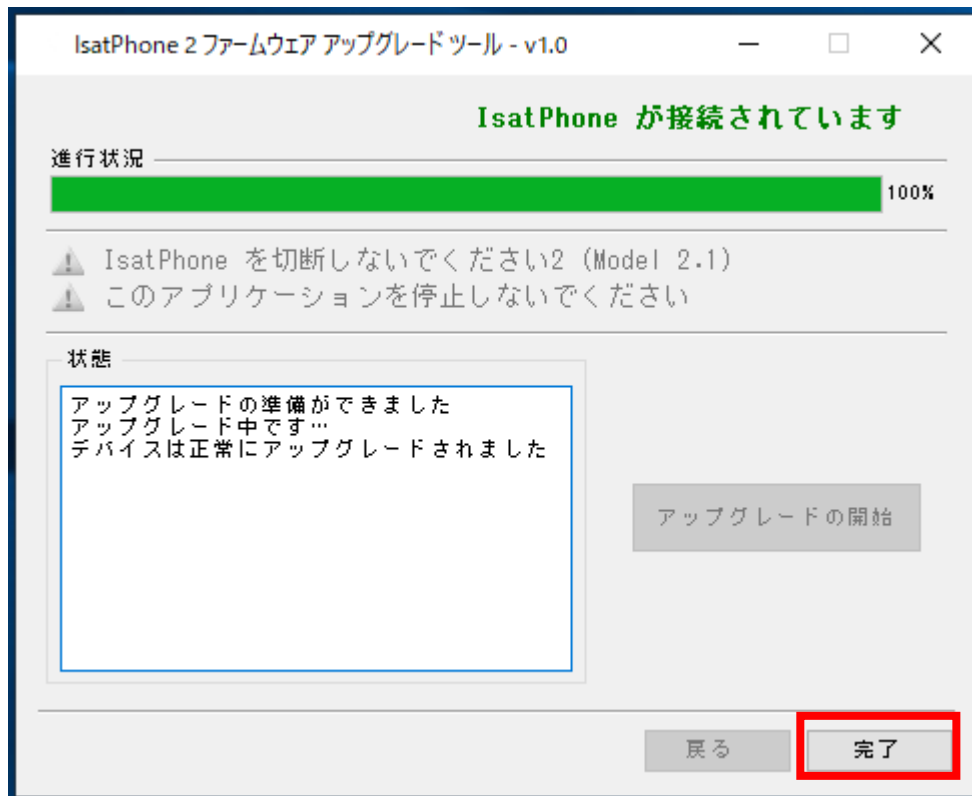 IsatPhone 2 ファームウェア アップグレード ツール - v1.0
IsatPhone が接続されています
進行状況
100%
IsatPhone を切断しないでください2 (Model 2.1)
このアプリケーションを停止しないでください
状態
アップグレードの準備ができました
アップグレード中です…
デバイスは正常にアップグレードされました
アップグレードの開始
戻る
完了